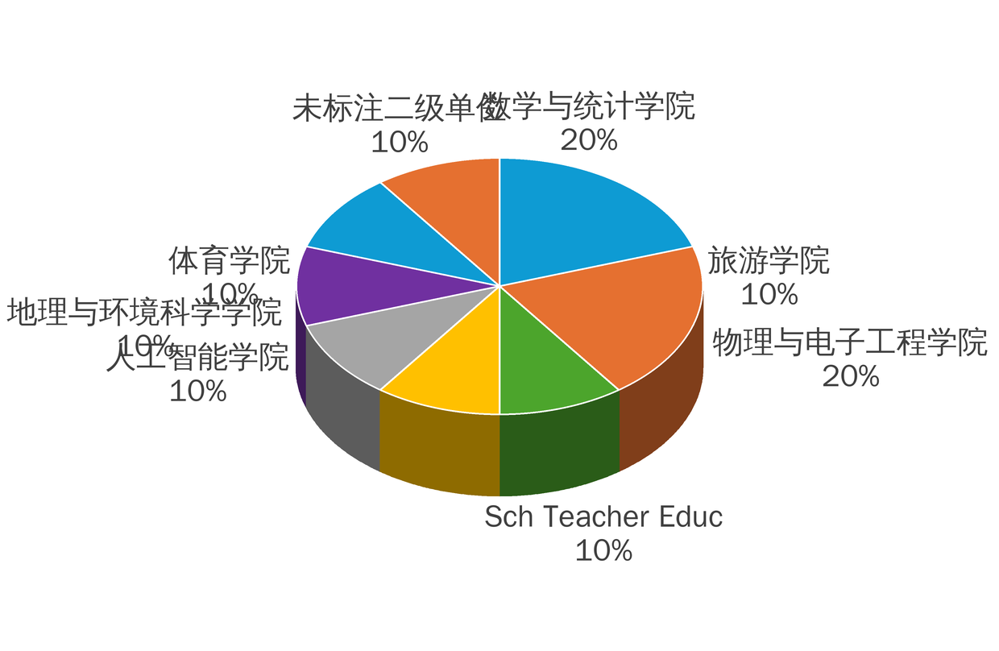 未标注二级单位
10%
数学与统计学院
20%
旅游学院
10%
物理与电子工程学院
20%
Sch Teacher Educ
10%
人工智能学院
10%
地理与环境科学学院
10%
体育学院
10%